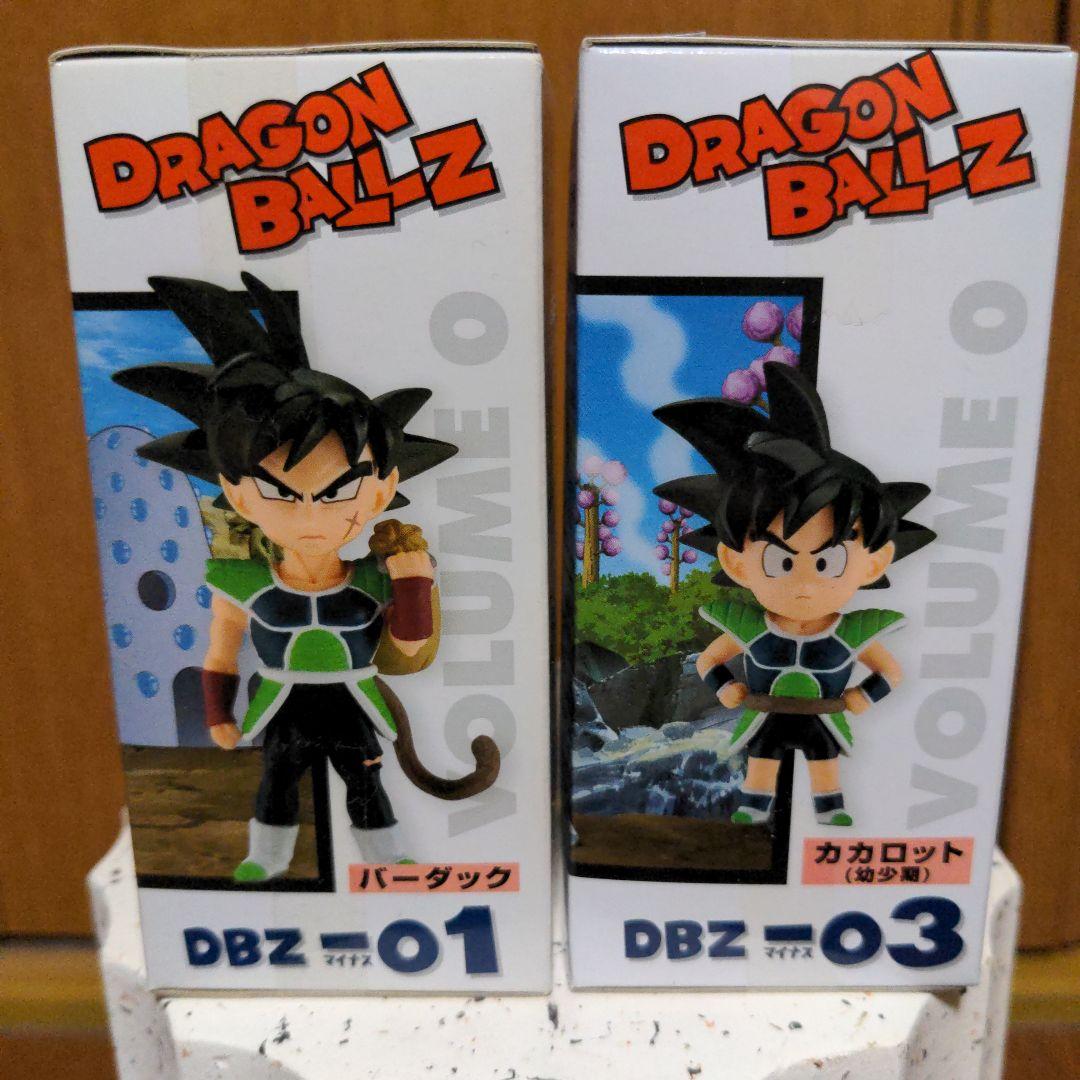 DRAGON
BALL Z
VOLUME 0
バーダック
DBZ －01
マイナス
DRAGON
BALL Z
VOLUME 0
カカロット
(幼少期)
DBZ －03
マイナス